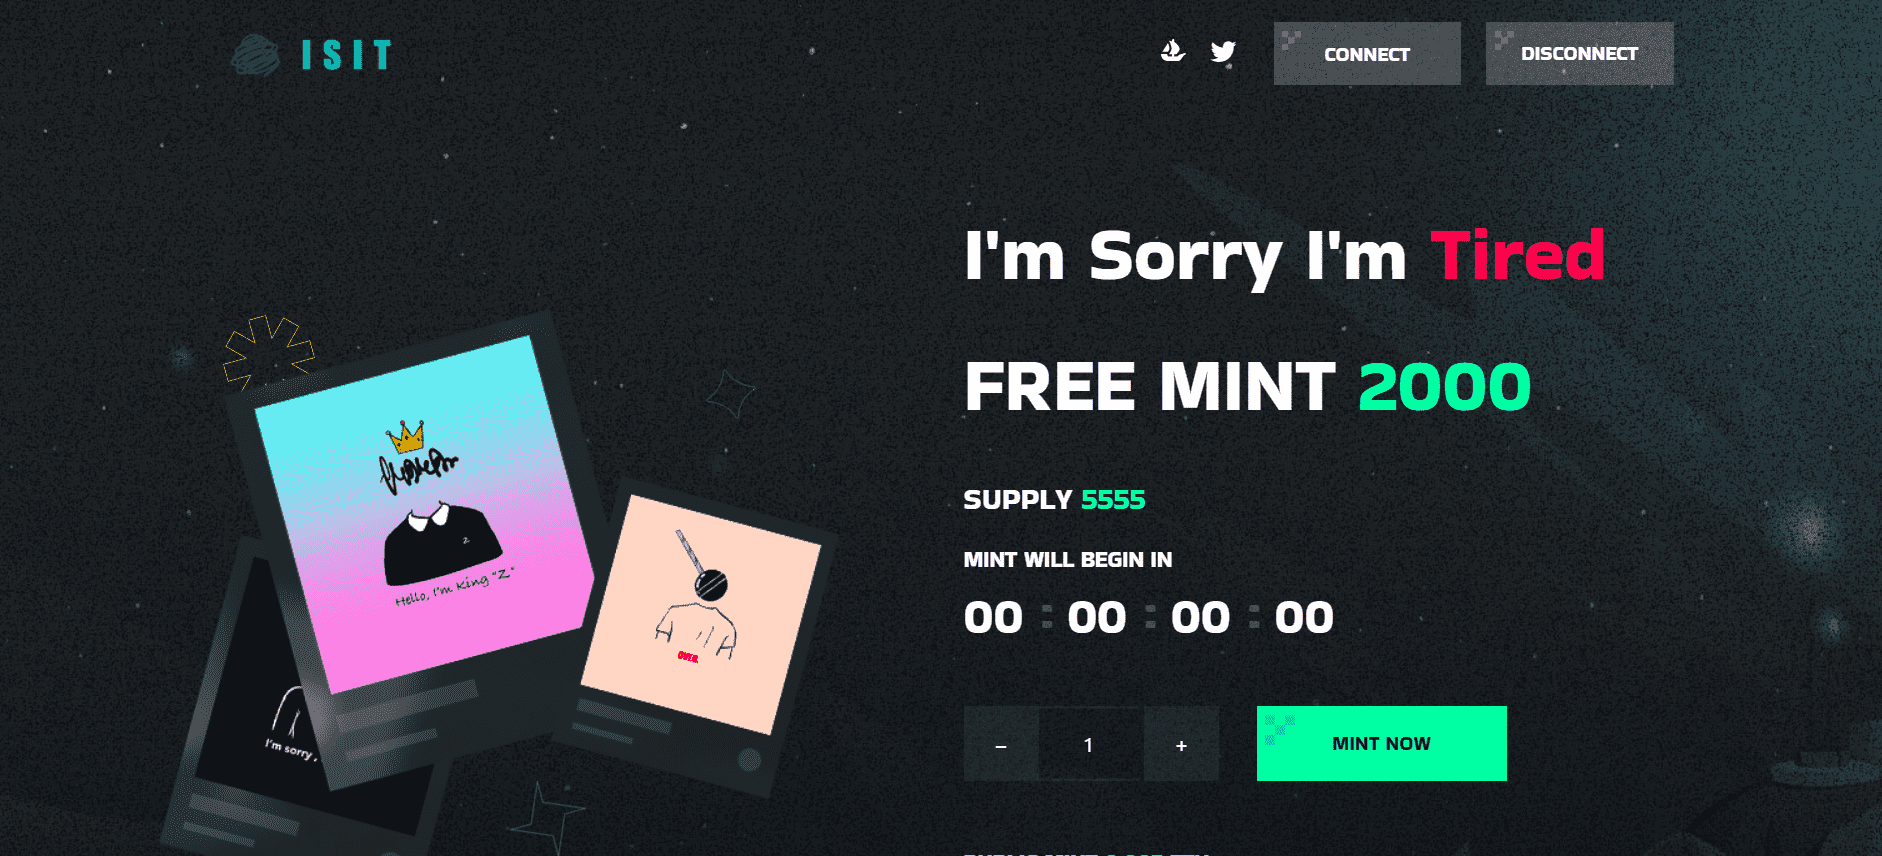 ISIT
CONNECT
DISCONNECT
I'm Sorry I'm Tired
FREE MINT 2000
SUPPLY 5555
MINT WILL BEGIN IN
00 : 00 : 00 : 00
- 1 +
MINT NOW
Z
Hello, I'm King "Z"
OVER.
I'm sorry,